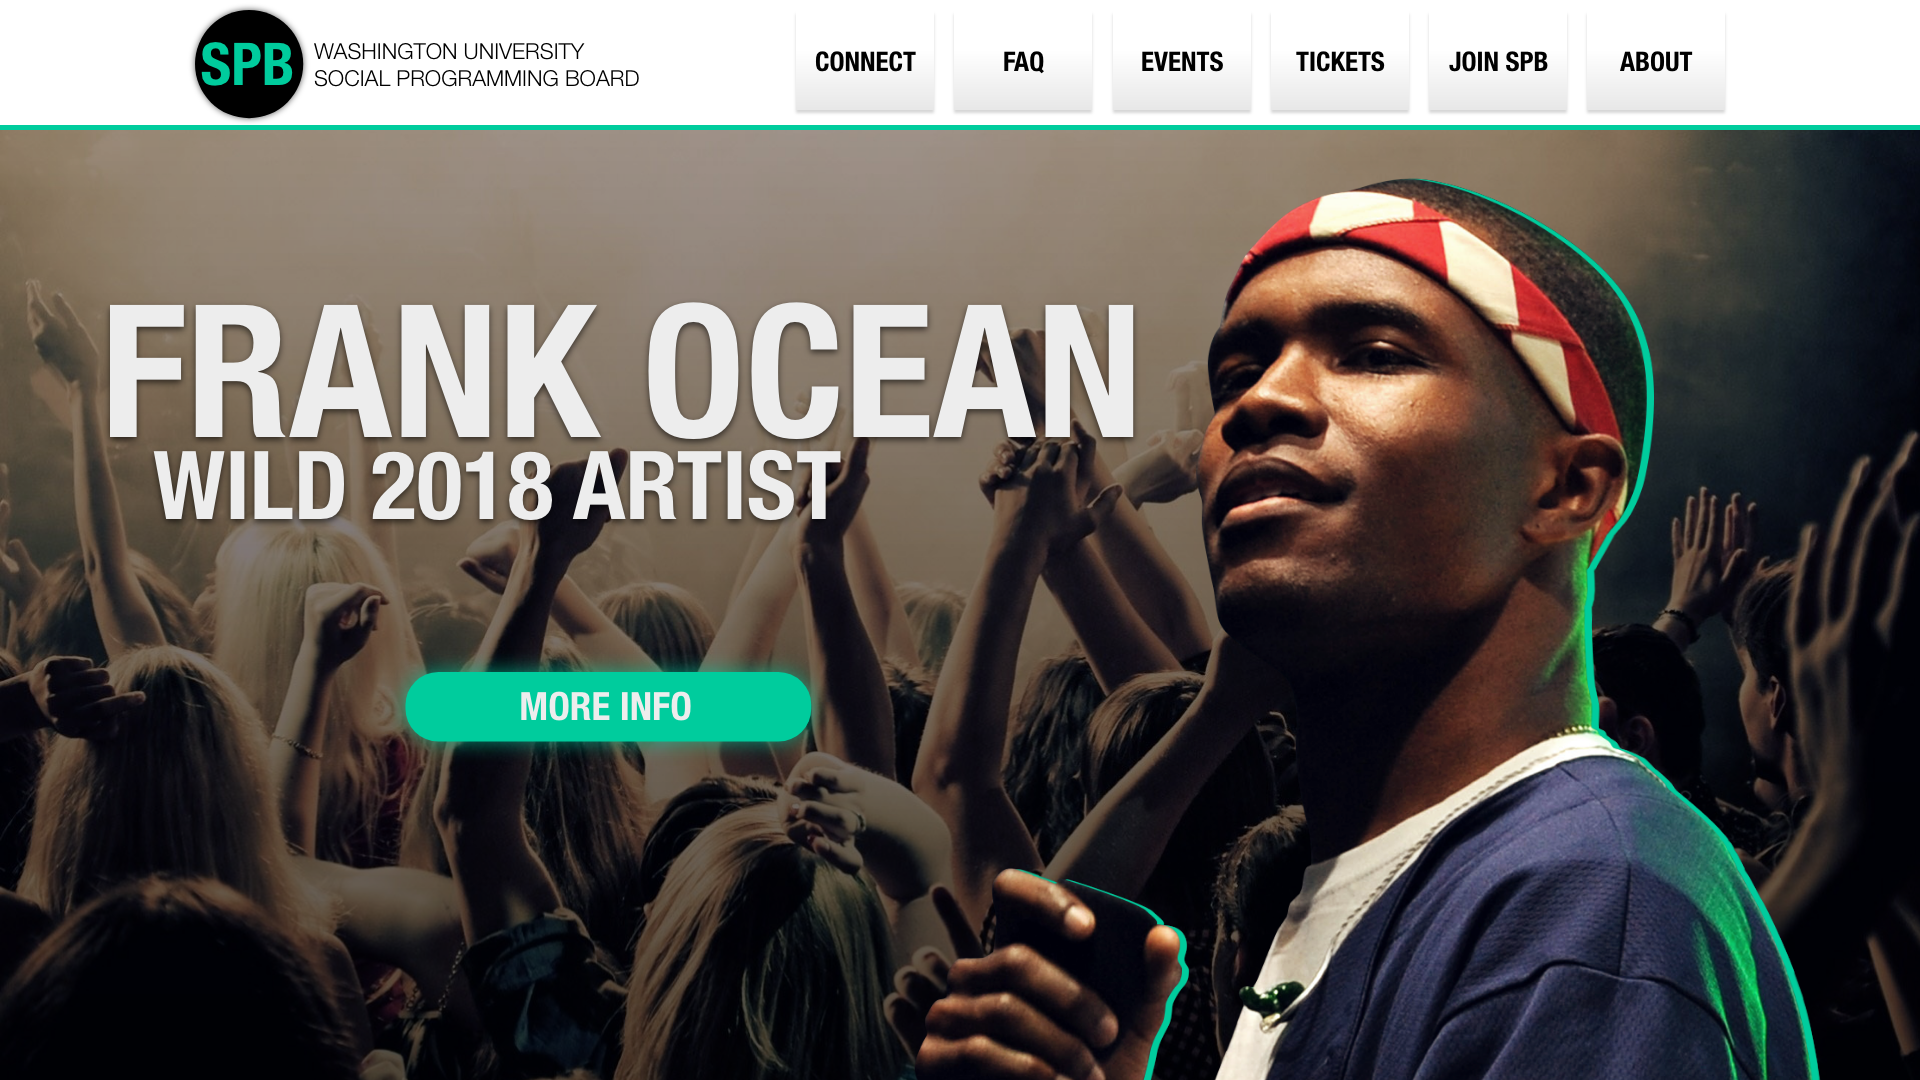 SPB
WASHINGTON UNIVERSITY
SOCIAL PROGRAMMING BOARD
CONNECT
FAQ
EVENTS
TICKETS
JOIN SPB
ABOUT
FRANK OCEAN
WILD 2018 ARTIST
MORE INFO